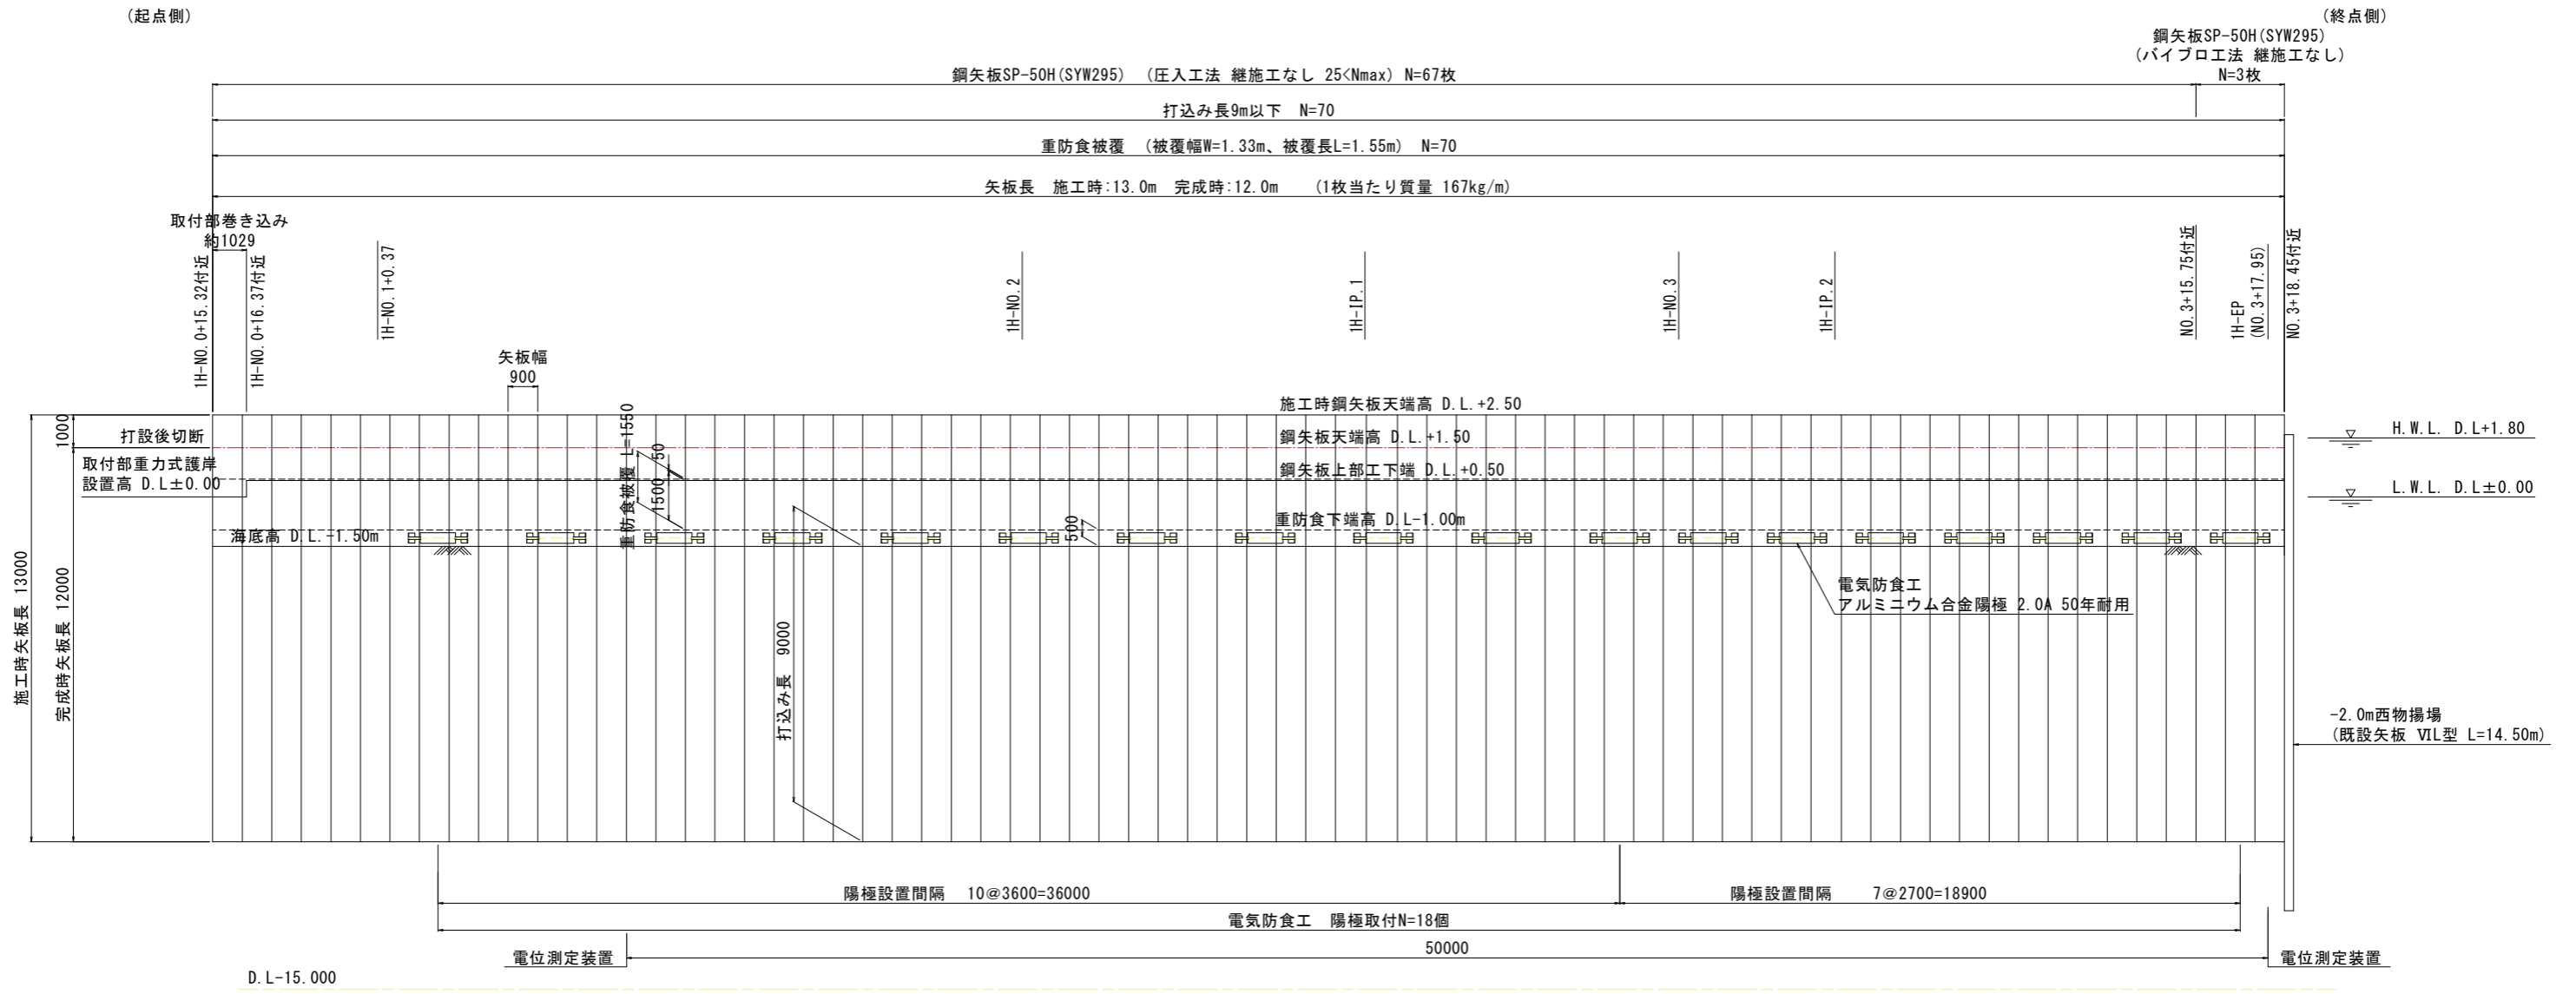 (起点側)
(終点側)
鋼矢板SP-50H(SYW295)
(バイブロ工法 継施工なし)
N=3枚
鋼矢板SP-50H(SYW295) (圧入工法 継施工なし 25<Nmax) N=67枚
打込み長9m以下 N=70
重防食被覆 (被覆幅W=1.33m、被覆長L=1.55m) N=70
矢板長 施工時:13.0m 完成時:12.0m (1枚当たり質量 167kg/m)
取付部巻き込み
約1029
1H-NO.0+15.32付近
1H-NO.0+16.37付近
1H-NO.1+0.37
1H-NO.2
1H-IP.1
1H-NO.3
1H-IP.2
NO.3+15.75付近
1H-EP
(NO.3+17.95)
NO.3+18.45付近
矢板幅
900
施工時鋼矢板天端高 D.L.+2.50
鋼矢板天端高 D.L.+1.50
鋼矢板上部工下端 D.L.+0.50
重防食下端高 D.L-1.00m
H.W.L. D.L+1.80
L.W.L. D.L±0.00
1000
打設後切断
取付部重力式護岸
設置高 D.L±0.00
海底高 D.L.-1.50m
重防食被覆 L=1550
50
1500
500
施工時矢板長 13000
完成時矢板長 12000
打込み長 9000
電気防食工
アルミニウム合金陽極 2.0A 50年耐用
-2.0m西物揚場
(既設矢板 ⅦL型 L=14.50m)
陽極設置間隔 10@3600=36000
陽極設置間隔 7@2700=18900
電気防食工 陽極取付N=18個
50000
電位測定装置
電位測定装置
D.L-15.000